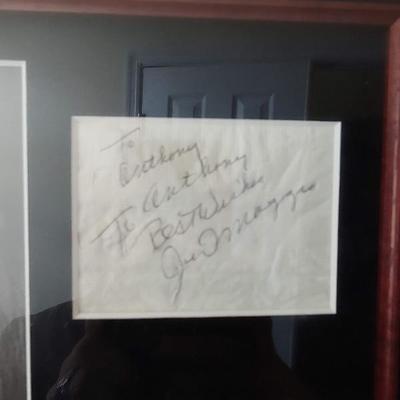 To
Anthony
To Anthony
Best Wishes
Joe DiMaggio